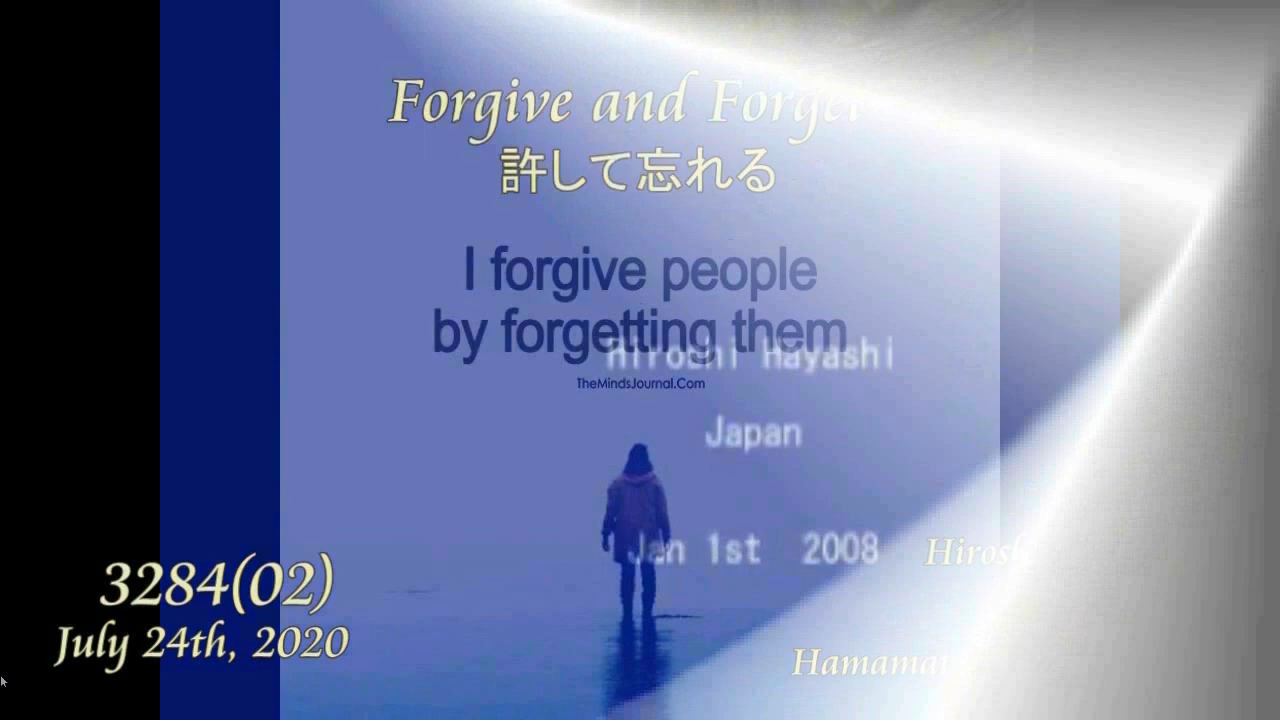 Forgive and Forget
許して忘れる
I forgive people
by forgetting them
Hiroshi Hayashi
TheMindsJournal.Com
Japan
Jan 1st 2008
3284(02)
July 24th, 2020